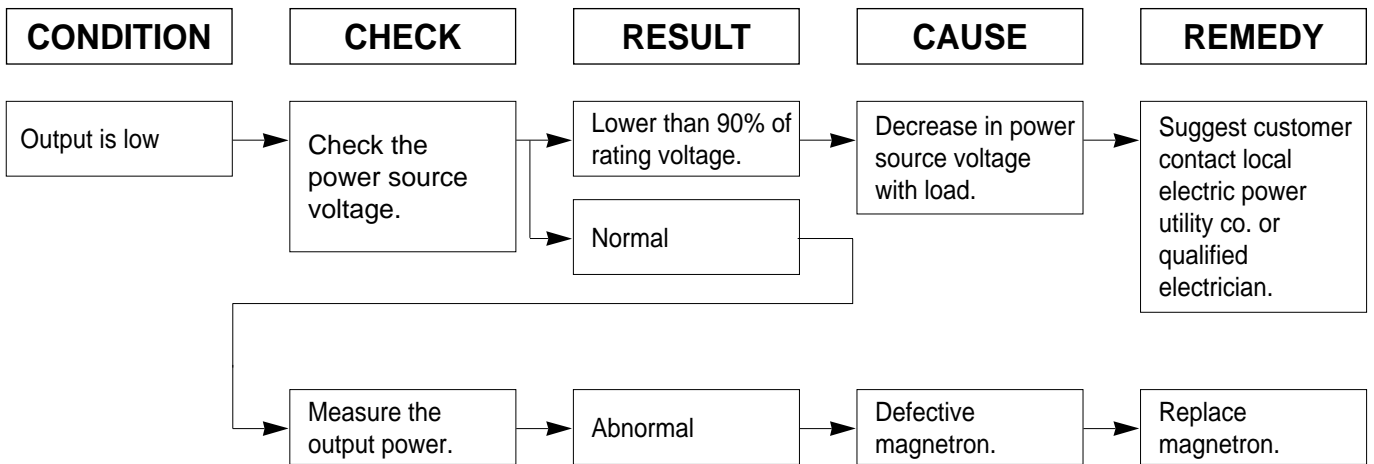 CONDITION
CHECK
RESULT
CAUSE
REMEDY
Output is low
Check the
power source
voltage.
Lower than 90% of
rating voltage.
Decrease in power
source voltage
with load.
Suggest customer
contact local
electric power
utility co. or
qualified
electrician.
Normal
Measure the
output power.
Abnormal
Defective
magnetron.
Replace
magnetron.